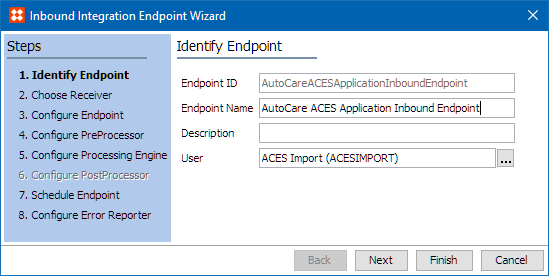 Inbound Integration Endpoint Wizard
Steps
1. Identify Endpoint
2. Choose Receiver
3. Configure Endpoint
4. Configure PreProcessor
5. Configure Processing Engine
6. Configure PostProcessor
7. Schedule Endpoint
8. Configure Error Reporter
Identify Endpoint
Endpoint ID AutoCareACESApplicationInboundEndpoint
Endpoint Name AutoCare ACES Application Inbound Endpoint
Description
User ACES Import (ACESIMPORT) ...
Back Next Finish Cancel